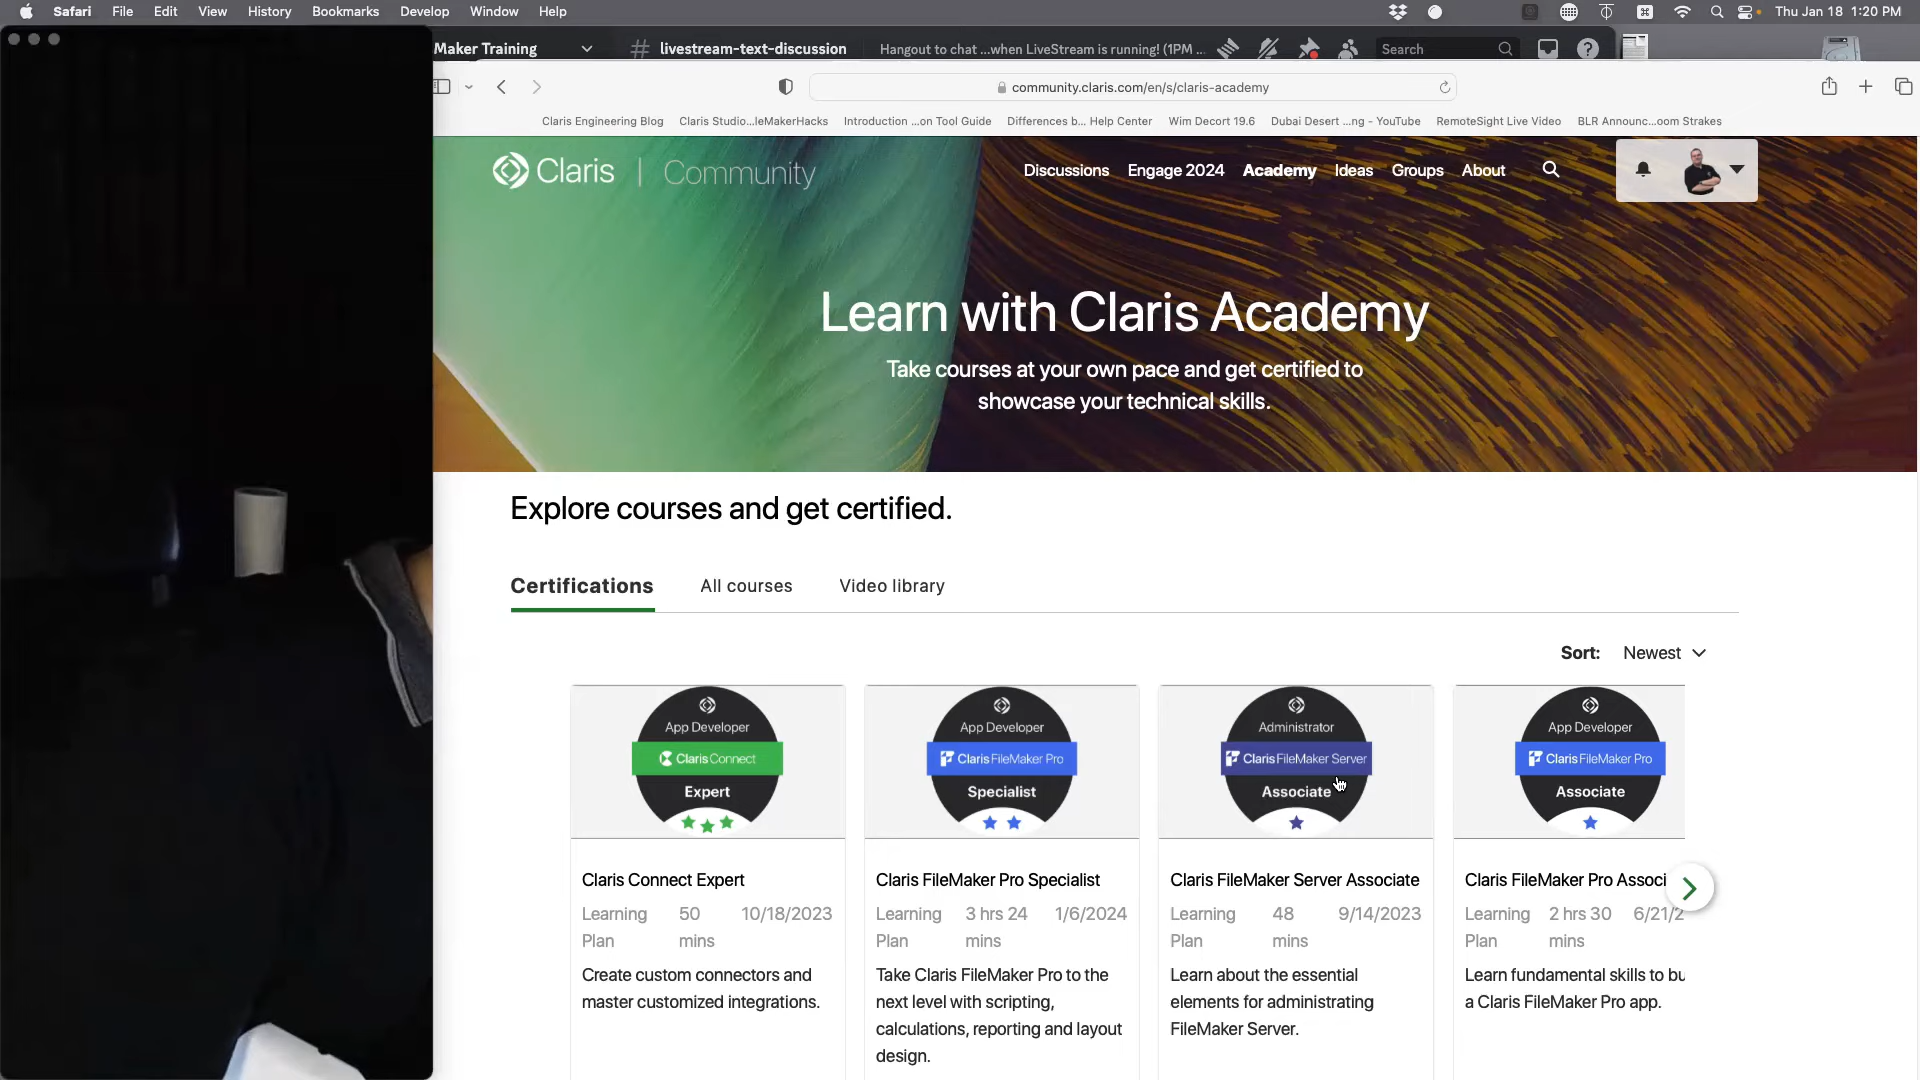 Safari File Edit View History Bookmarks Develop Window Help
Thu Jan 18 1:20 PM
Maker Training
# livestream-text-discussion
Hangout to chat ...when LiveStream is running! (1PM ...
Search
community.claris.com/en/s/claris-academy
Claris Engineering Blog
Claris Studio...leMakerHacks
Introduction ...on Tool Guide
Differences b... Help Center
Wim Decort 19.6
Dubai Desert ...ng - YouTube
RemoteSight Live Video
BLR Announc...oom Strakes
Claris | Community
Discussions Engage 2024 Academy Ideas Groups About
Learn with Claris Academy
Take courses at your own pace and get certified to
showcase your technical skills.
Explore courses and get certified.
Certifications All courses Video library
Sort: Newest
App Developer
Claris Connect
Expert
Claris Connect Expert
Learning Plan
50 mins
10/18/2023
Create custom connectors and
master customized integrations.
App Developer
Claris FileMaker Pro
Specialist
Claris FileMaker Pro Specialist
Learning Plan
3 hrs 24 mins
1/6/2024
Take Claris FileMaker Pro to the
next level with scripting,
calculations, reporting and layout
design.
Administrator
Claris FileMaker Server
Associate
Claris FileMaker Server Associate
Learning Plan
48 mins
9/14/2023
Learn about the essential
elements for administrating
FileMaker Server.
App Developer
Claris FileMaker Pro
Associate
Claris FileMaker Pro Associ
Learning Plan
2 hrs 30 mins
6/21/2
Learn fundamental skills to bu
a Claris FileMaker Pro app.